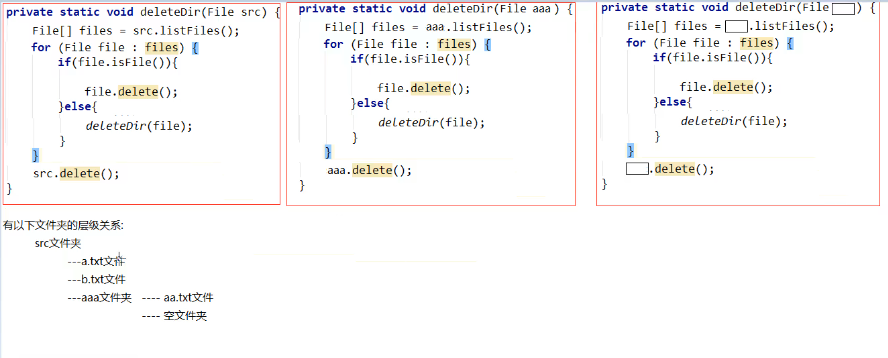 private static void deleteDir(File src) {
File[] files = src.listFiles();
for (File file : files) {
if(file.isFile()){
file.delete();
}else{
deleteDir(file);
}
}
src.delete();
}
private static void deleteDir(File aaa ) {
File[] files = aaa.listFiles();
for (File file : files) {
if(file.isFile()){
file.delete();
}else{
deleteDir(file);
}
}
aaa.delete();
}
private static void deleteDir(File ) {
File[] files = .listFiles();
for (File file : files) {
if(file.isFile()){
file.delete();
}else{
deleteDir(file);
}
}
.delete();
}
有以下文件夹的层级关系:
src文件夹
---a.txt文件
---b.txt文件
---aaa文件夹 ---- aa.txt文件
---- 空文件夹